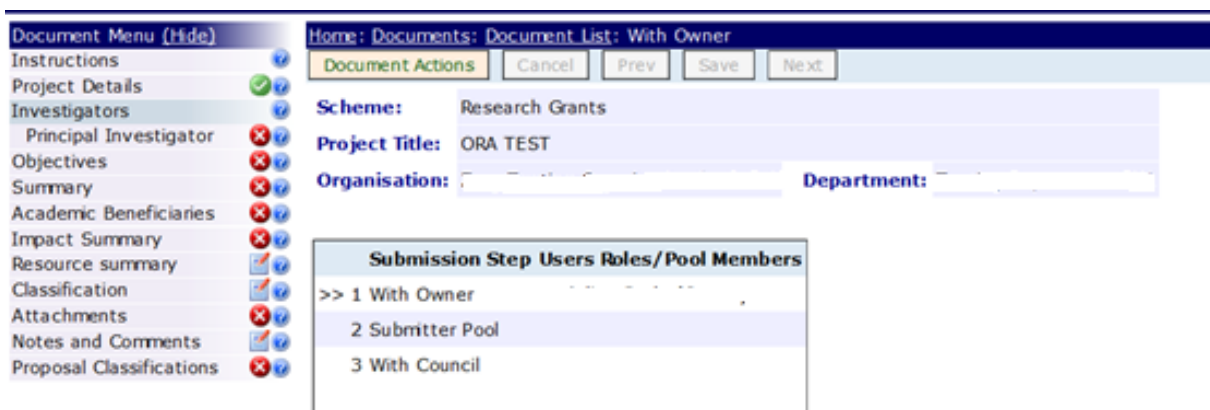 Document Menu (Hide)
Instructions
Project Details
Investigators
Principal Investigator
Objectives
Summary
Academic Beneficiaries
Impact Summary
Resource summary
Classification
Attachments
Notes and Comments
Proposal Classifications
Home: Documents: Document List: With Owner
Document Actions Cancel Prev Save Next
Scheme: Research Grants
Project Title: ORA TEST
Organisation: Department:
Submission Step Users Roles/Pool Members
>> 1 With Owner
2 Submitter Pool
3 With Council